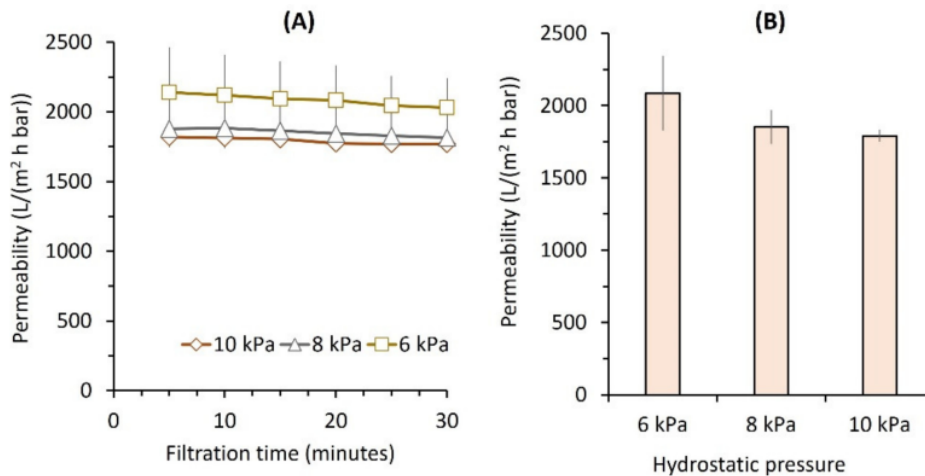 (A)
Permeability (L/(m² h bar))
2500
2000
1500
1000
500
0
10 kPa 8 kPa 6 kPa
0 10 20 30
Filtration time (minutes)
(B)
Permeability (L/(m² h bar))
2500
2000
1500
1000
500
0
6 kPa 8 kPa 10 kPa
Hydrostatic pressure